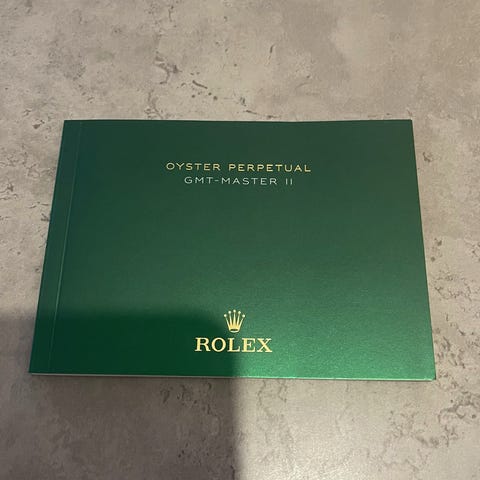 OYSTER PERPETUAL
GMT-MASTER II
ROLEX